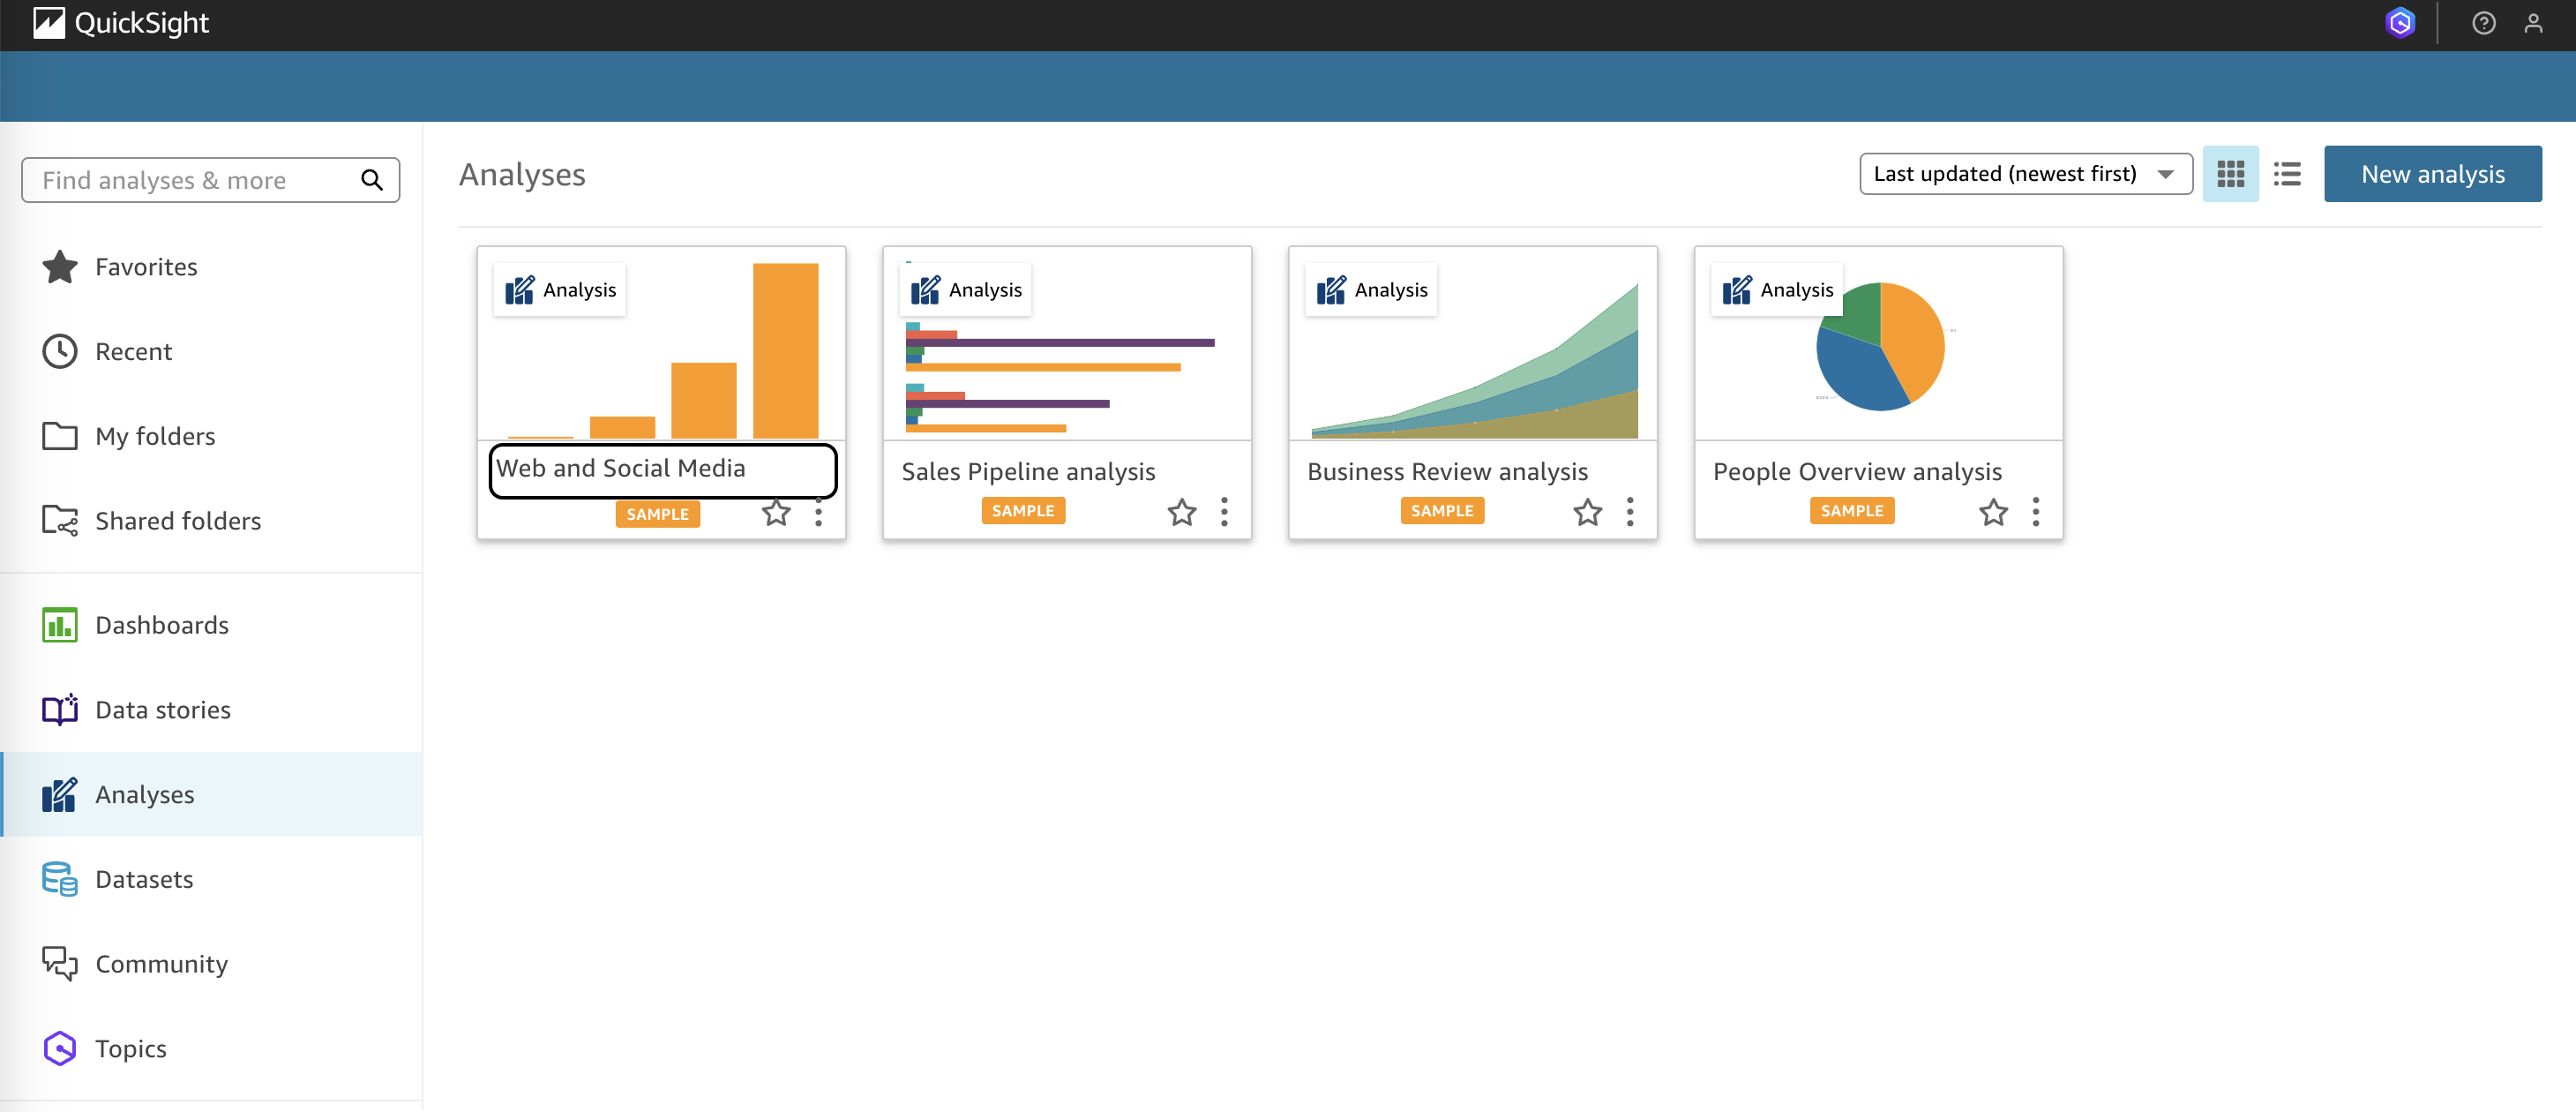 QuickSight
Find analyses & more
Favorites
Recent
My folders
Shared folders
Dashboards
Data stories
Analyses
Datasets
Community
Topics
Analyses
Last updated (newest first)
New analysis
Analysis
Web and Social Media
SAMPLE
Analysis
Sales Pipeline analysis
SAMPLE
Analysis
Business Review analysis
SAMPLE
Analysis
People Overview analysis
SAMPLE